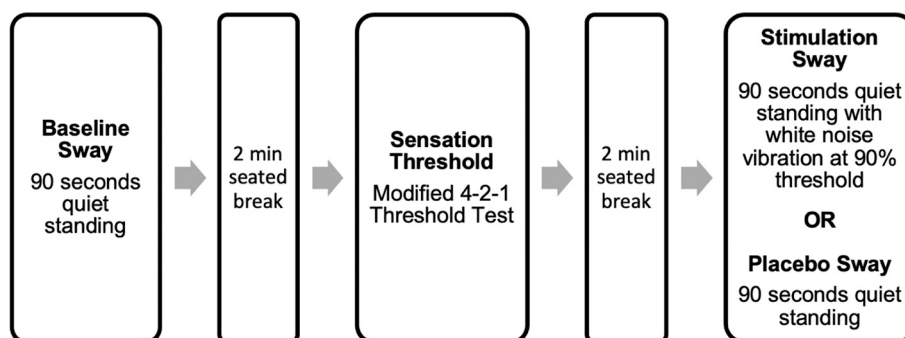 Baseline
Sway
90 seconds
quiet
standing
2 min
seated
break
Sensation
Threshold
Modified 4-2-1
Threshold Test
2 min
seated
break
Stimulation
Sway
90 seconds quiet
standing with
white noise
vibration at 90%
threshold
OR
Placebo Sway
90 seconds quiet
standing